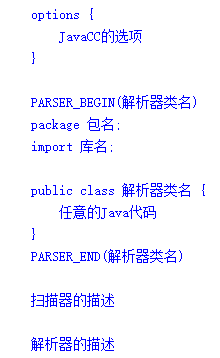 options {
    JavaCC的选项
}

PARSER_BEGIN(解析器类名)
package 包名;
import 库名;

public class 解析器类名 {
    任意的Java代码
}
PARSER_END(解析器类名)

扫描器的描述

解析器的描述